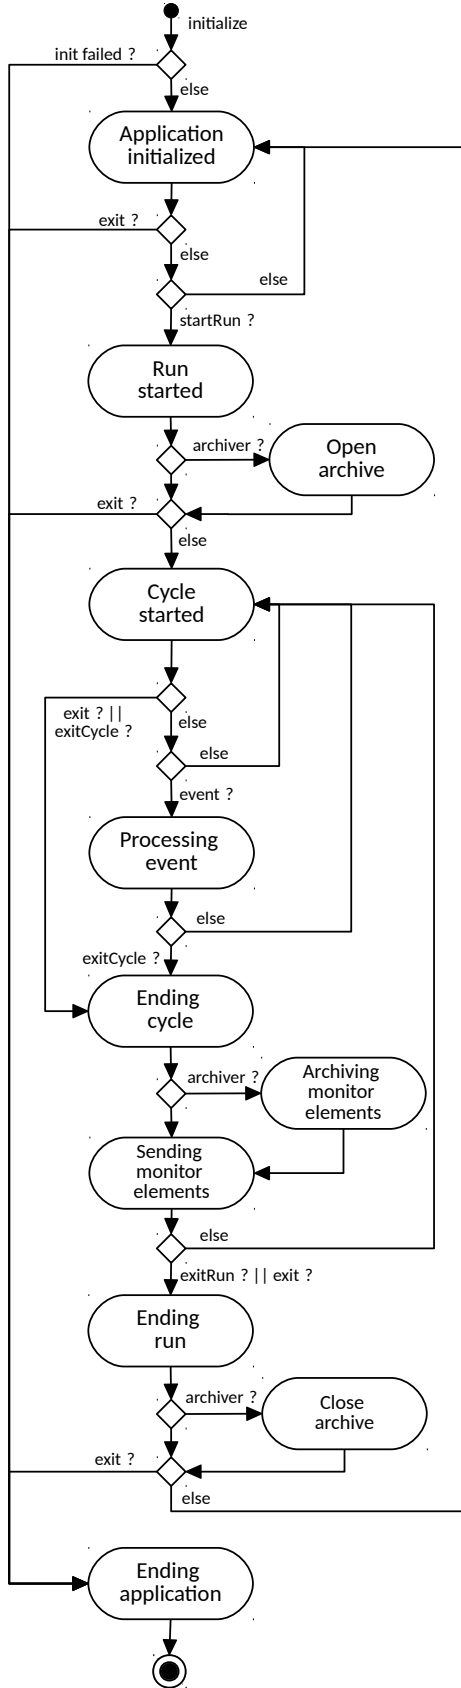 initialize
init failed ?
else
Application
initialized
exit ?
else
else
startRun ?
Run
started
archiver ?
Open
archive
exit ?
else
Cycle
started
exit ? ||
exitCycle ?
else
else
event ?
Processing
event
else
exitCycle ?
Ending
cycle
archiver ?
Archiving
monitor
elements
Sending
monitor
elements
else
exitRun ? || exit ?
Ending
run
archiver ?
Close
archive
exit ?
else
Ending
application